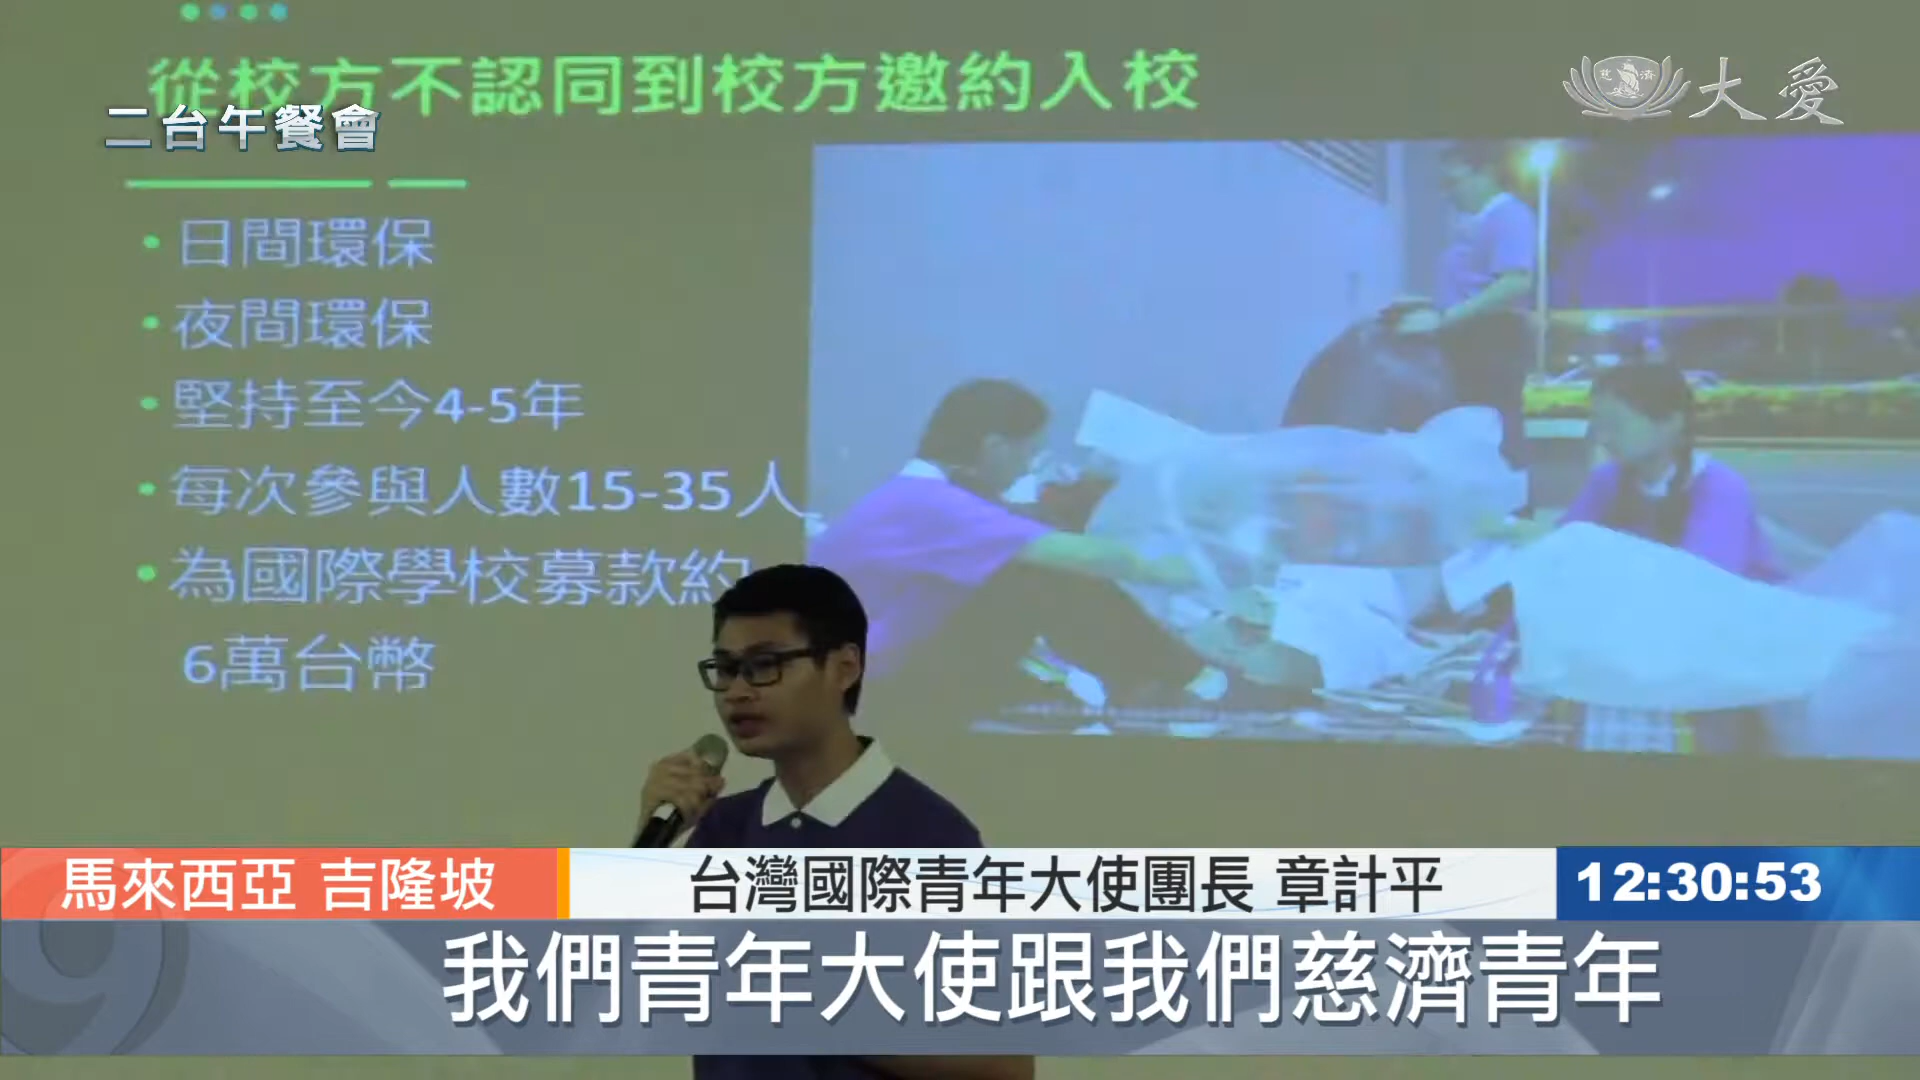 從校方不認同到校方邀約入校
二台午餐會
慈濟
大愛
•日間環保
•夜間環保
•堅持至今4-5年
•每次參與人數15-35人
•為國際學校募款約
6萬台幣
馬來西亞 吉隆坡
台灣國際青年大使團長 章計平
12:30:53
我們青年大使跟我們慈濟青年
9